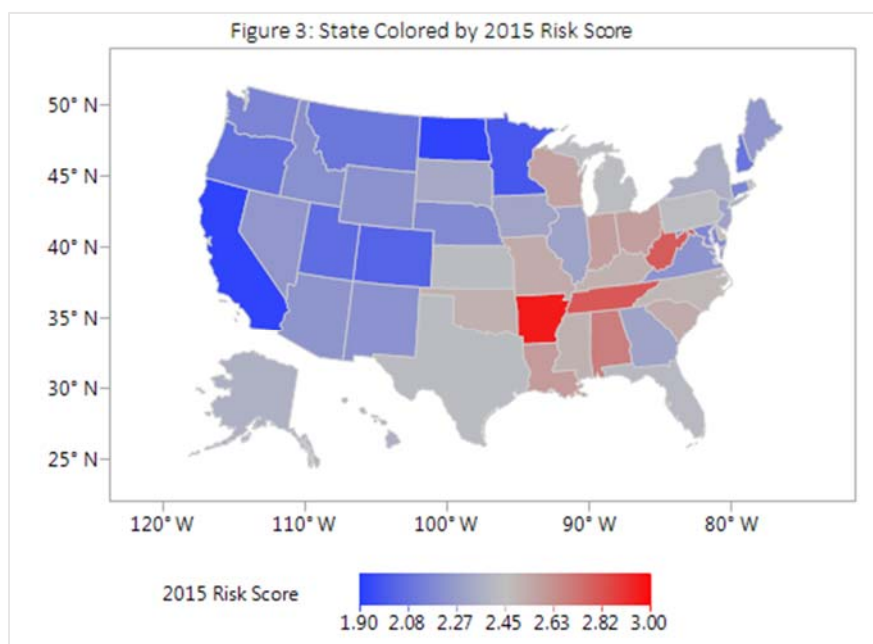 Figure 3: State Colored by 2015 Risk Score
50° N
45° N
40° N
35° N
30° N
25° N
120° W 110° W 100° W 90° W 80° W
2015 Risk Score
1.90 2.08 2.27 2.45 2.63 2.82 3.00